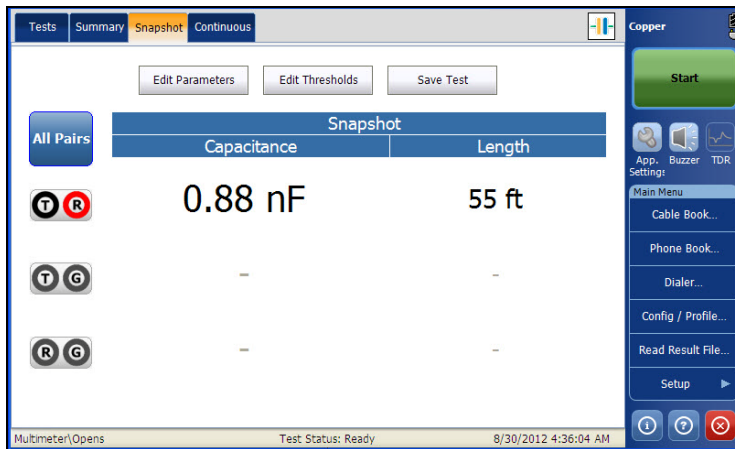 Tests Summary Snapshot Continuous
Edit Parameters Edit Thresholds Save Test
All Pairs
Snapshot
Capacitance Length
T R 0.88 nF 55 ft
T G - -
R G - -
Multimeter\Opens Test Status: Ready 8/30/2012 4:36:04 AM
Copper
Start
App. Settings Buzzer TDR
Main Menu
Cable Book...
Phone Book...
Dialer...
Config / Profile...
Read Result File...
Setup